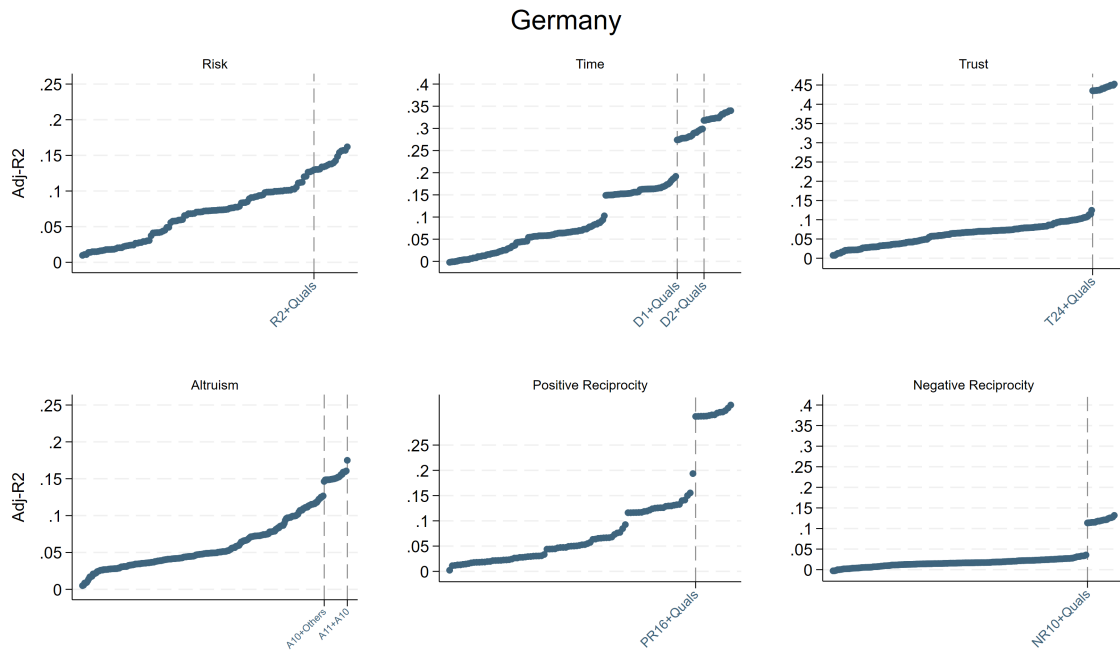 Germany
Risk
Adj-R2
.25
.2
.15
.1
.05
0
R2+Quals
Time
.4
.35
.3
.25
.2
.15
.1
.05
0
D1+Quals
D2+Quals
Trust
.45
.4
.35
.3
.25
.2
.15
.1
.05
0
T24+Quals
Altruism
Adj-R2
.25
.2
.15
.1
.05
0
A10+Others
A11+A10
Positive Reciprocity
.25
.2
.15
.1
.05
0
PR16+Quals
Negative Reciprocity
.4
.35
.3
.25
.2
.15
.1
.05
0
NR10+Quals